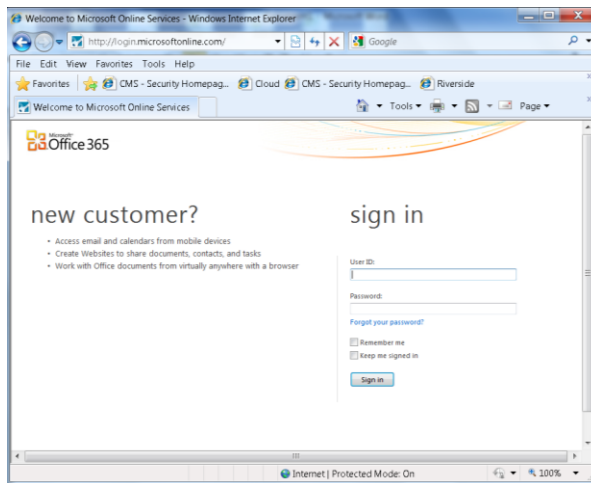 Welcome to Microsoft Online Services - Windows Internet Explorer
http://login.microsoftonline.com/
Google
File Edit View Favorites Tools Help
Favorites CMS - Security Homepag... Cloud CMS - Security Homepag... Riverside
Welcome to Microsoft Online Services Tools Page
Microsoft
Office 365
new customer?
• Access email and calendars from mobile devices
• Create Websites to share documents, contacts, and tasks
• Work with Office documents from virtually anywhere with a browser
sign in
User ID:
Password:
Forgot your password?
Remember me
Keep me signed in
Sign in
Internet | Protected Mode: On 100%